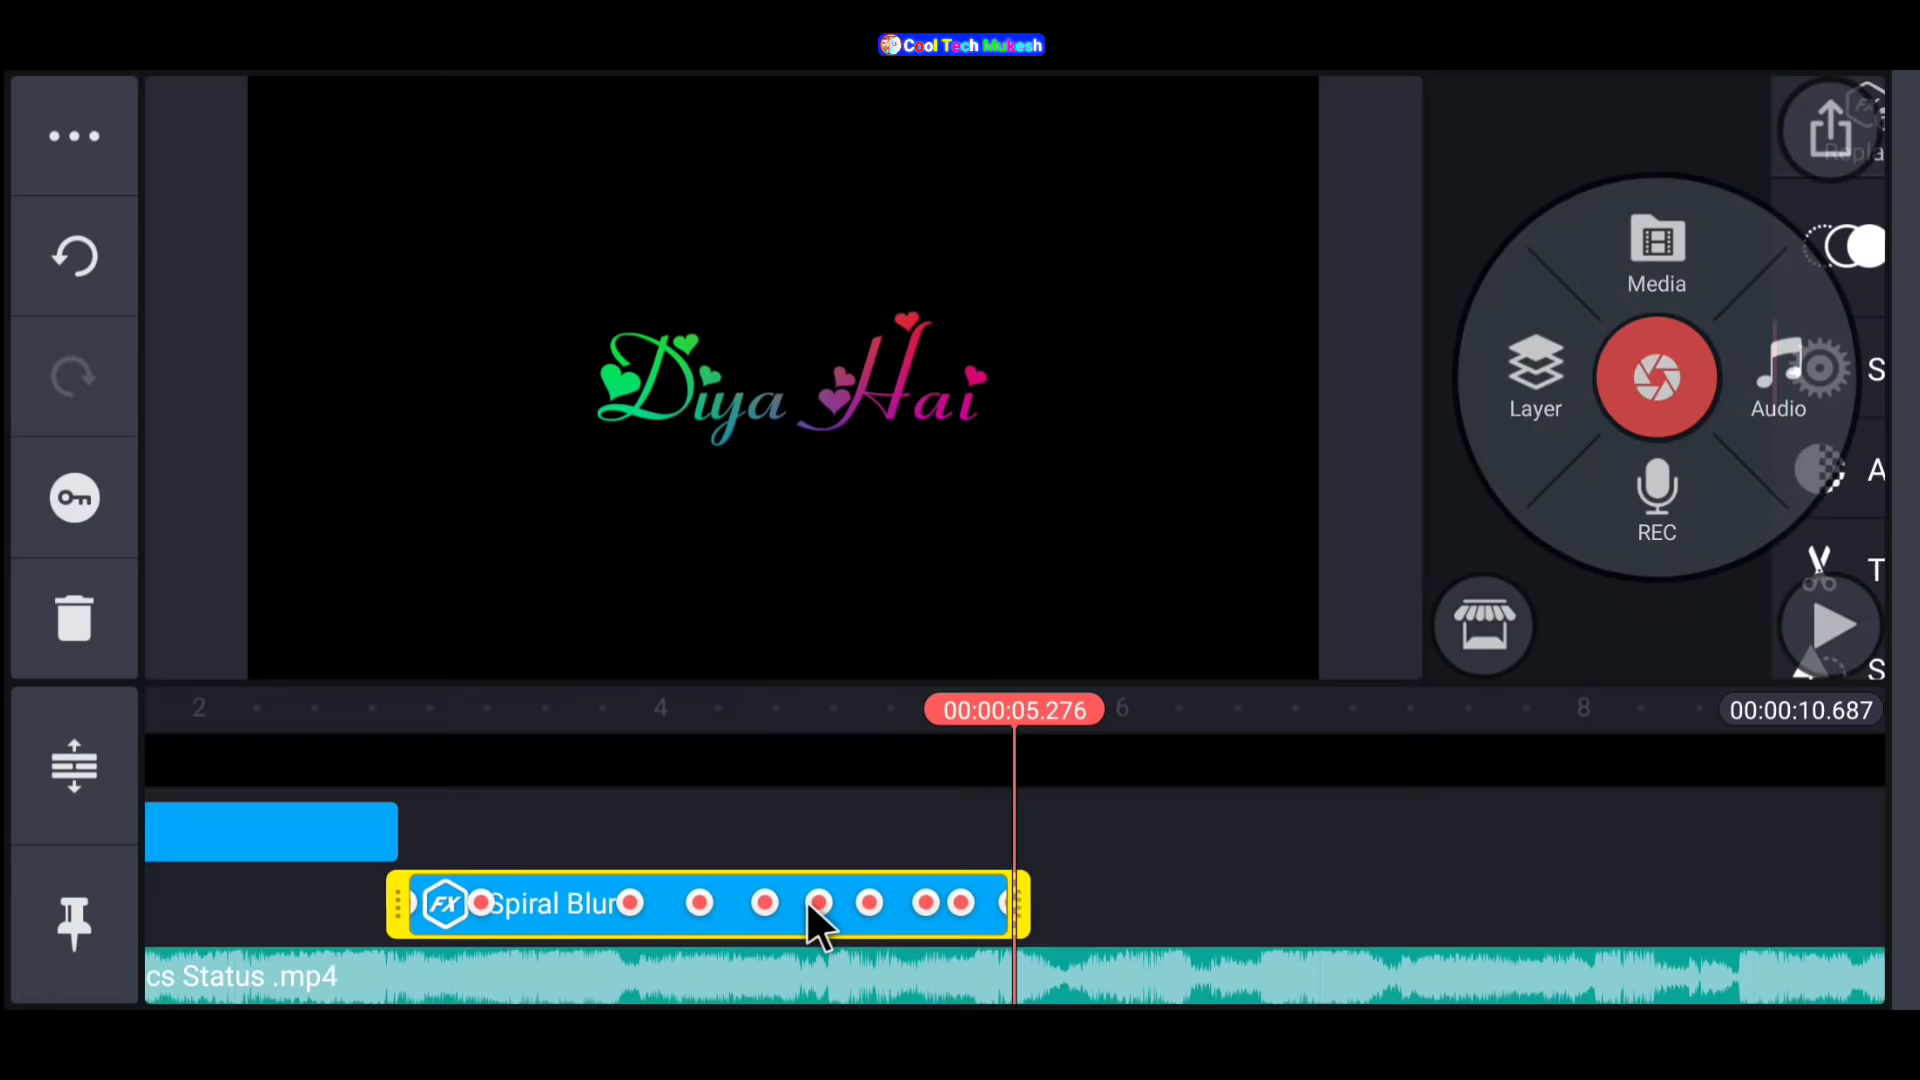 Cool Tech Mukesh
Repla
Diya Hai
Media
Layer
Audio
S
A
REC
T
S
2
4
00:00:05.276
6
8
00:00:10.687
FX Spiral Blur
cs Status .mp4